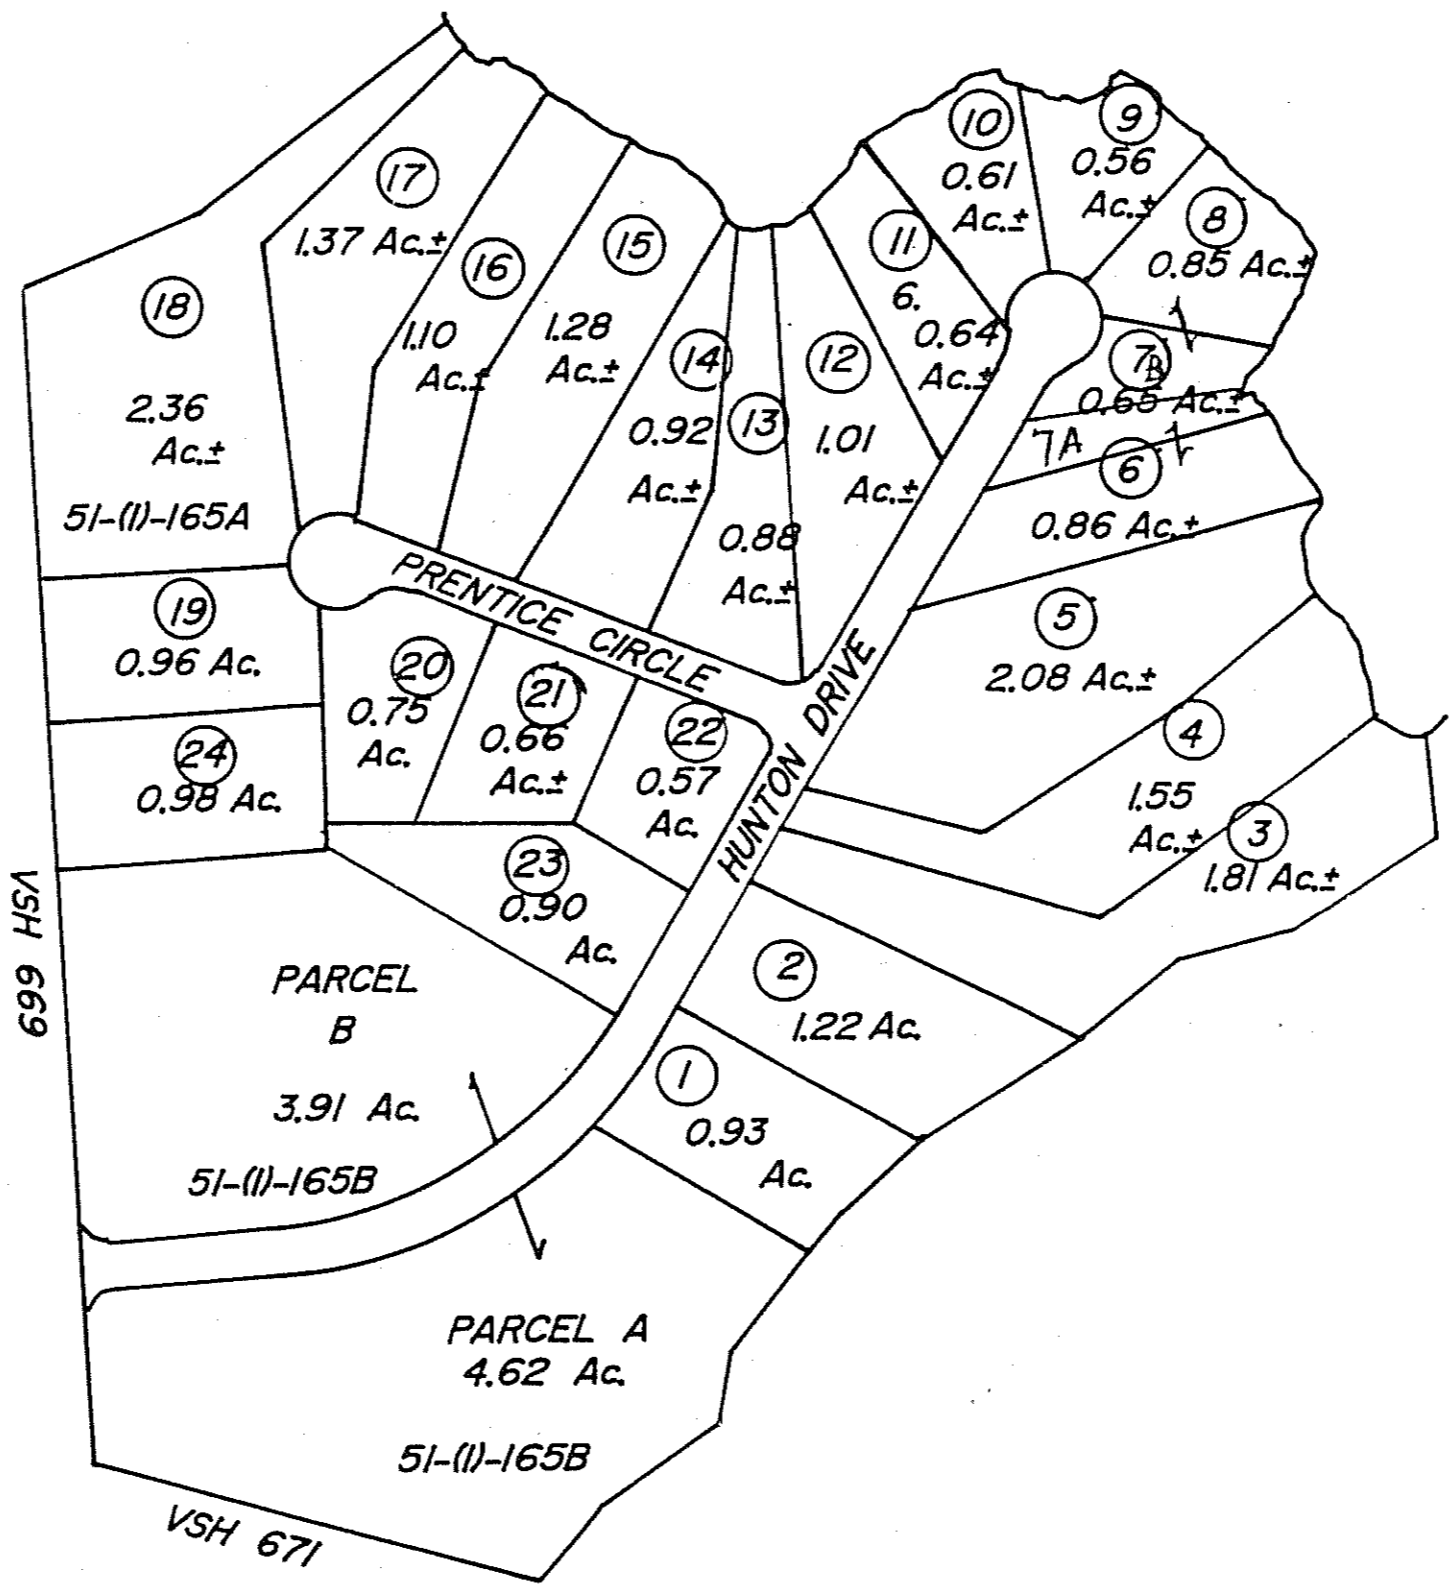 10
0.61
Ac.±
9
0.56
Ac.±
8
0.85 Ac.±
17
1.37 Ac.±
16
1.10
Ac.±
15
1.28
Ac.±
14
0.92
Ac.±
13
0.88
Ac.±
12
1.01
Ac.±
11
6.
0.64
Ac.±
7B
0.65 Ac.±
7A
6
0.86 Ac.±
18
2.36
Ac.±
51-(1)-165A
19
0.96 Ac.
PRENTICE CIRCLE
20
0.75
Ac.
21
0.66
Ac.±
22
0.57
Ac.
HUNTON DRIVE
5
2.08 Ac.±
4
1.55
Ac.±
3
1.81 Ac.±
24
0.98 Ac.
23
0.90
Ac.
2
1.22 Ac.
1
0.93
Ac.
VSH 699
PARCEL
B
3.91 Ac.
51-(1)-165B
PARCEL A
4.62 Ac.
51-(1)-165B
VSH 671